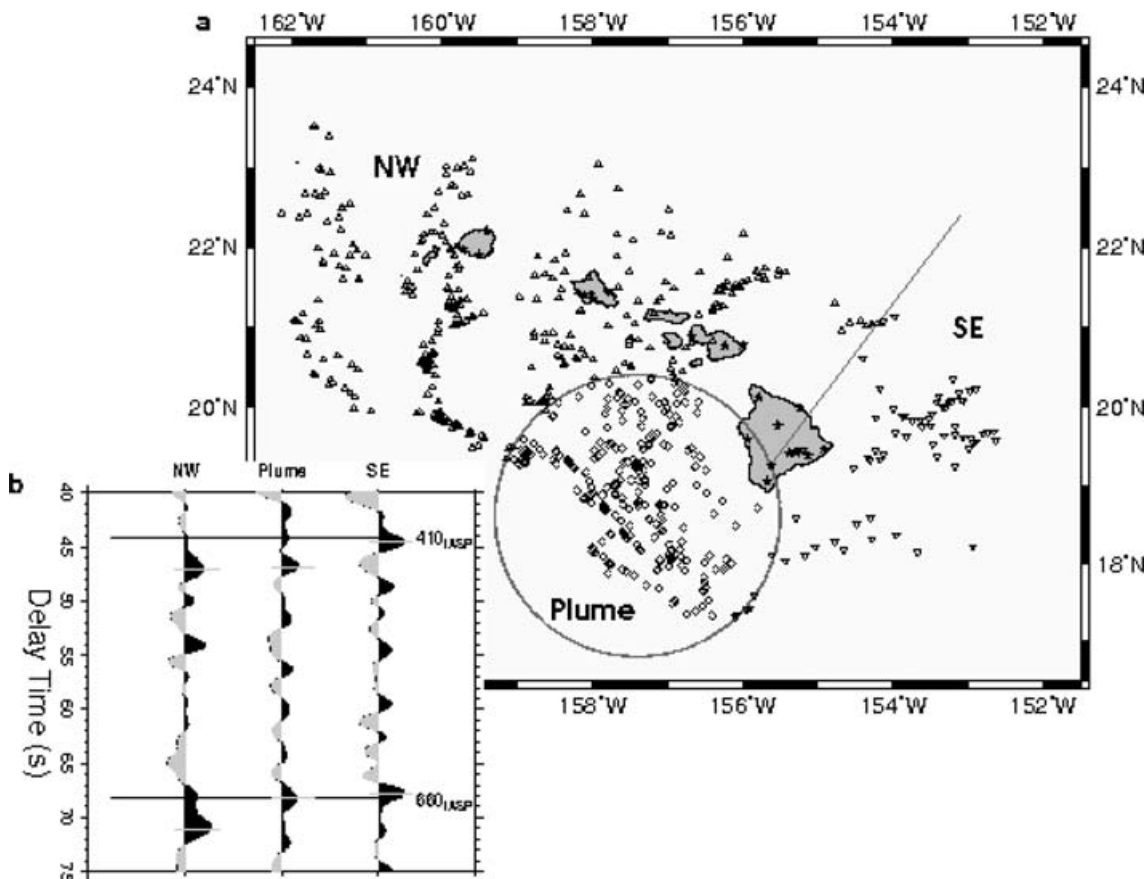 a
162˚W 160˚W 158˚W 156˚W 154˚W 152˚W
24˚N 24˚N
NW
22˚N 22˚N
SE
20˚N 20˚N
18˚N 18˚N
Plume
158˚W 156˚W 154˚W 152˚W
b
NW Plume SE
40
45
50
55
60
65
70
75
Delay Time (s)
410IASP
660IASP